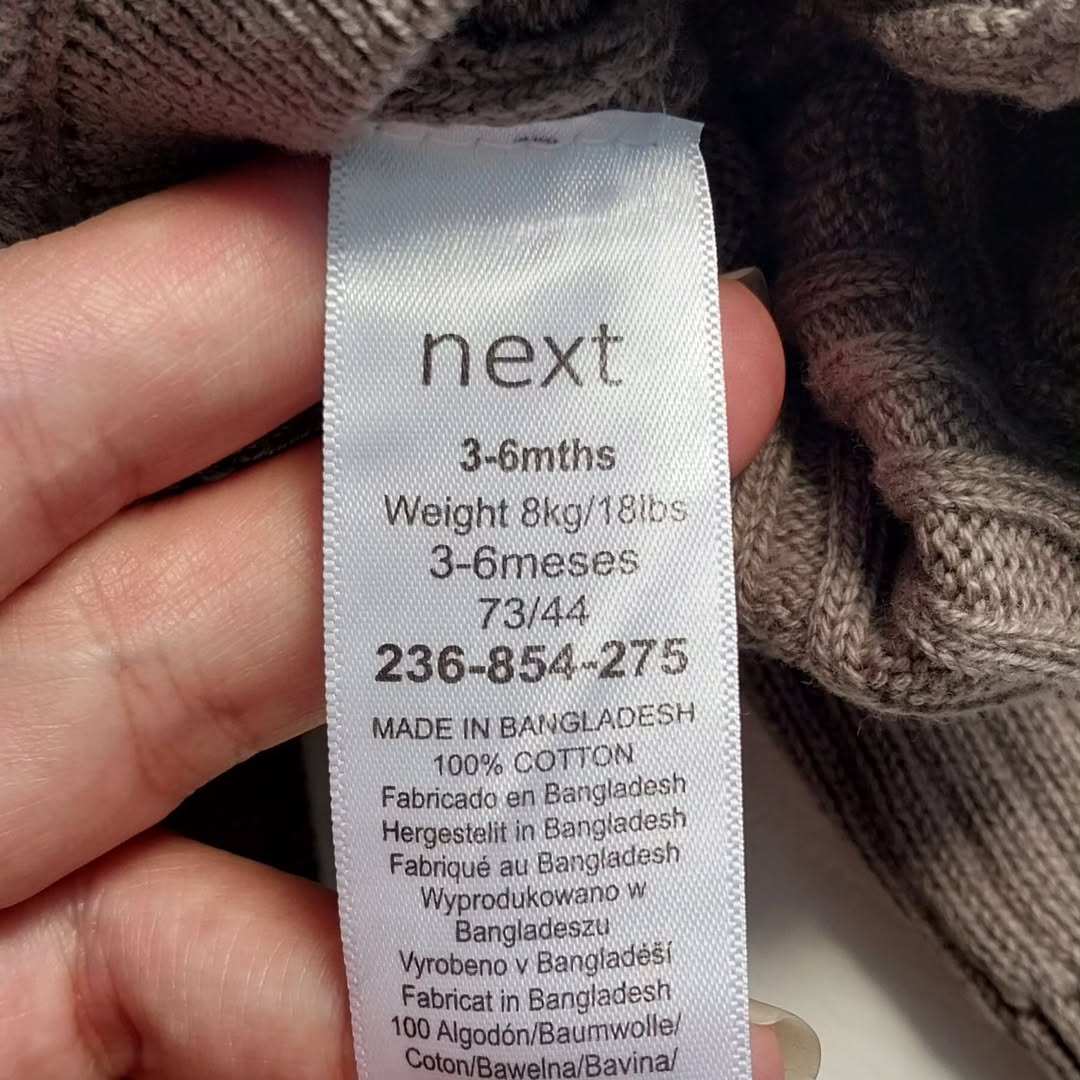 next
3-6mths
Weight 8kg/18lbs
3-6meses
73/44
236-854-275
MADE IN BANGLADESH
100% COTTON
Fabricado en Bangladesh
Hergestelit in Bangladesh
Fabriqué au Bangladesh
Wyprodukowano w
Bangladeszu
Vyrobeno v Bangladéší
Fabricat in Bangladesh
100 Algodón/Baumwolle/
Coton/Bawelna/Bavina/